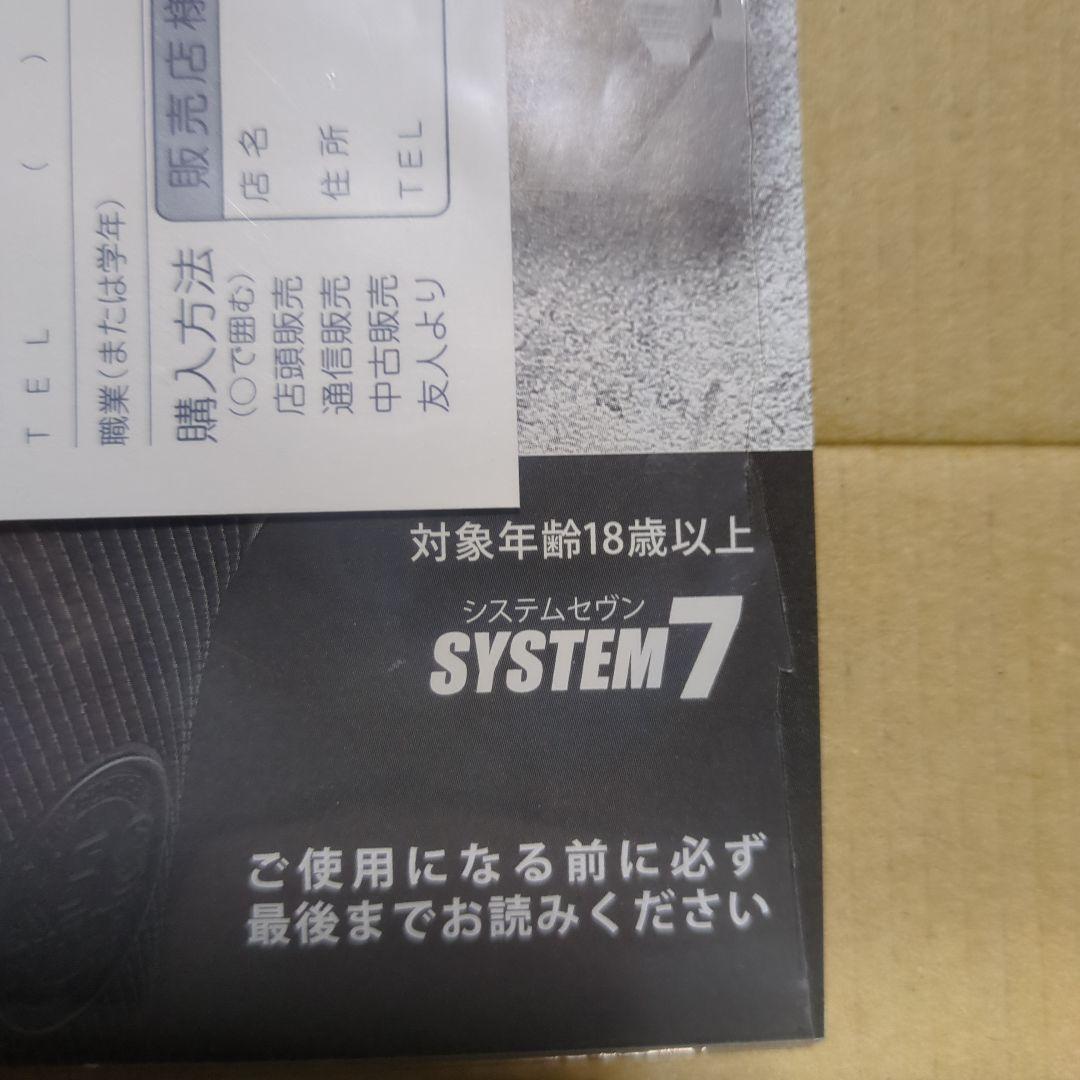 TEL ( )
職業(または学年)
購入方法
(○で囲む)
店頭販売
通信販売
中古販売
友人より
販売店様
店名
住所
TEL
対象年齢18歳以上
システムセヴン
SYSTEM7
ご使用になる前に必ず
最後までお読みください